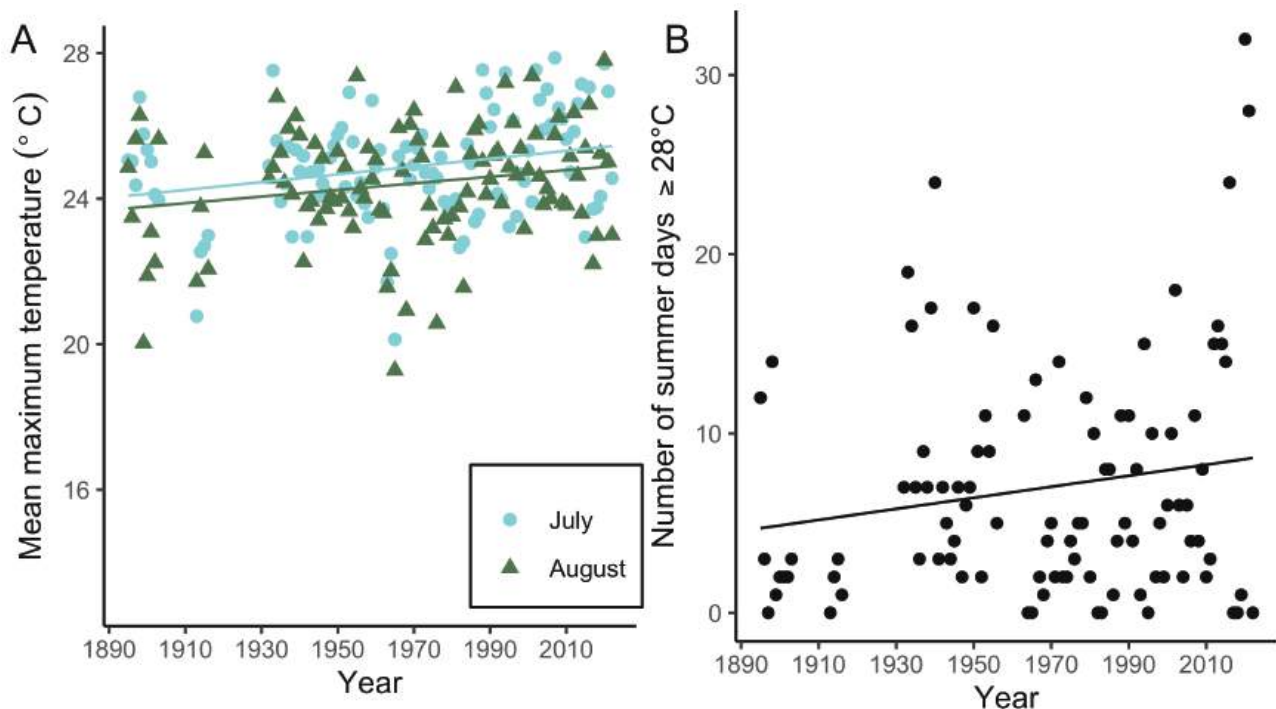 A
Mean maximum temperature (° C)
28
24
20
16
1890 1910 1930 1950 1970 1990 2010
Year
July
August
B
Number of summer days ≥ 28°C
30
20
10
0
1890 1910 1930 1950 1970 1990 2010
Year